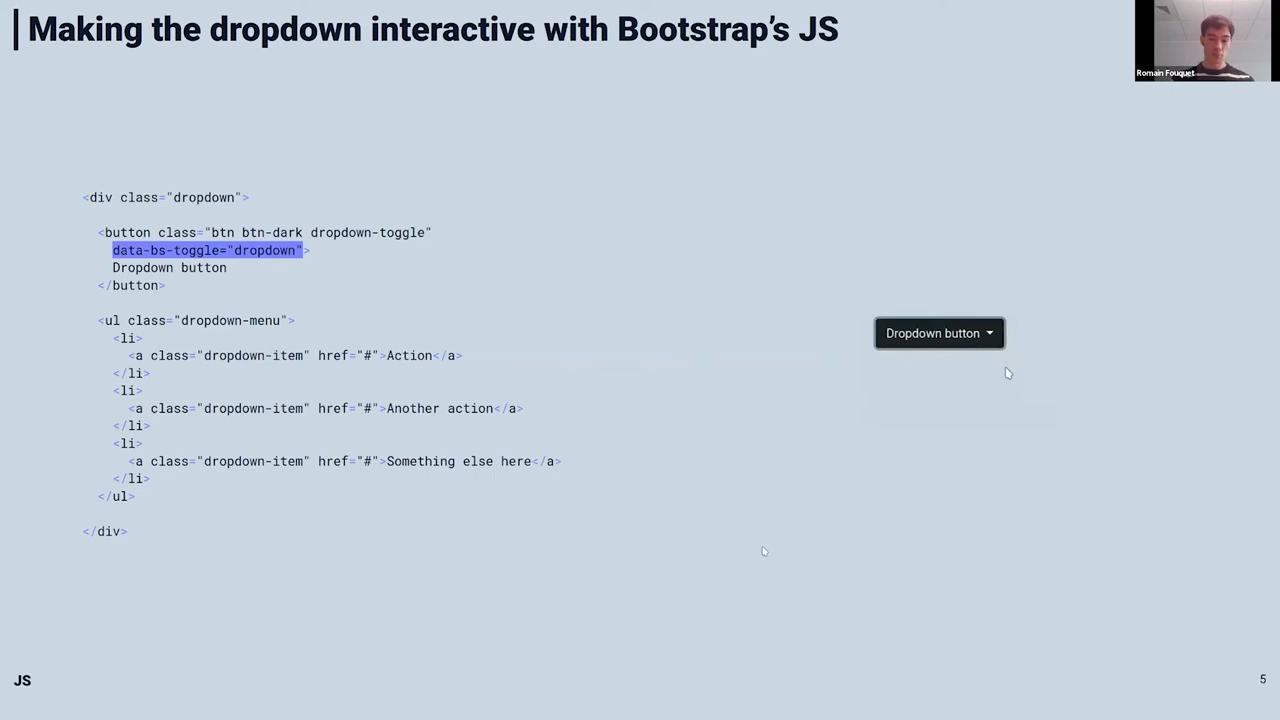 Making the dropdown interactive with Bootstrap's JS
Romain Fouquet
<div class="dropdown">
<button class="btn btn-dark dropdown-toggle"
data-bs-toggle="dropdown">
Dropdown button
</button>
<ul class="dropdown-menu">
<li>
<a class="dropdown-item" href="#">Action</a>
</li>
<li>
<a class="dropdown-item" href="#">Another action</a>
</li>
<li>
<a class="dropdown-item" href="#">Something else here</a>
</li>
</ul>
</div>
Dropdown button
JS
5